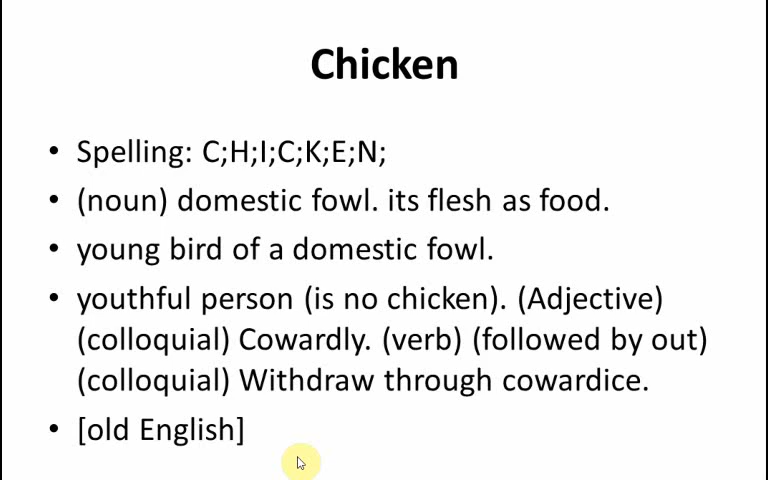 Chicken
• Spelling: C;H;I;C;K;E;N;
• (noun) domestic fowl. its flesh as food.
• young bird of a domestic fowl.
• youthful person (is no chicken). (Adjective)
(colloquial) Cowardly. (verb) (followed by out)
(colloquial) Withdraw through cowardice.
• [old English]